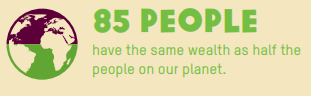 85 PEOPLE
have the same wealth as half the
people on our planet.